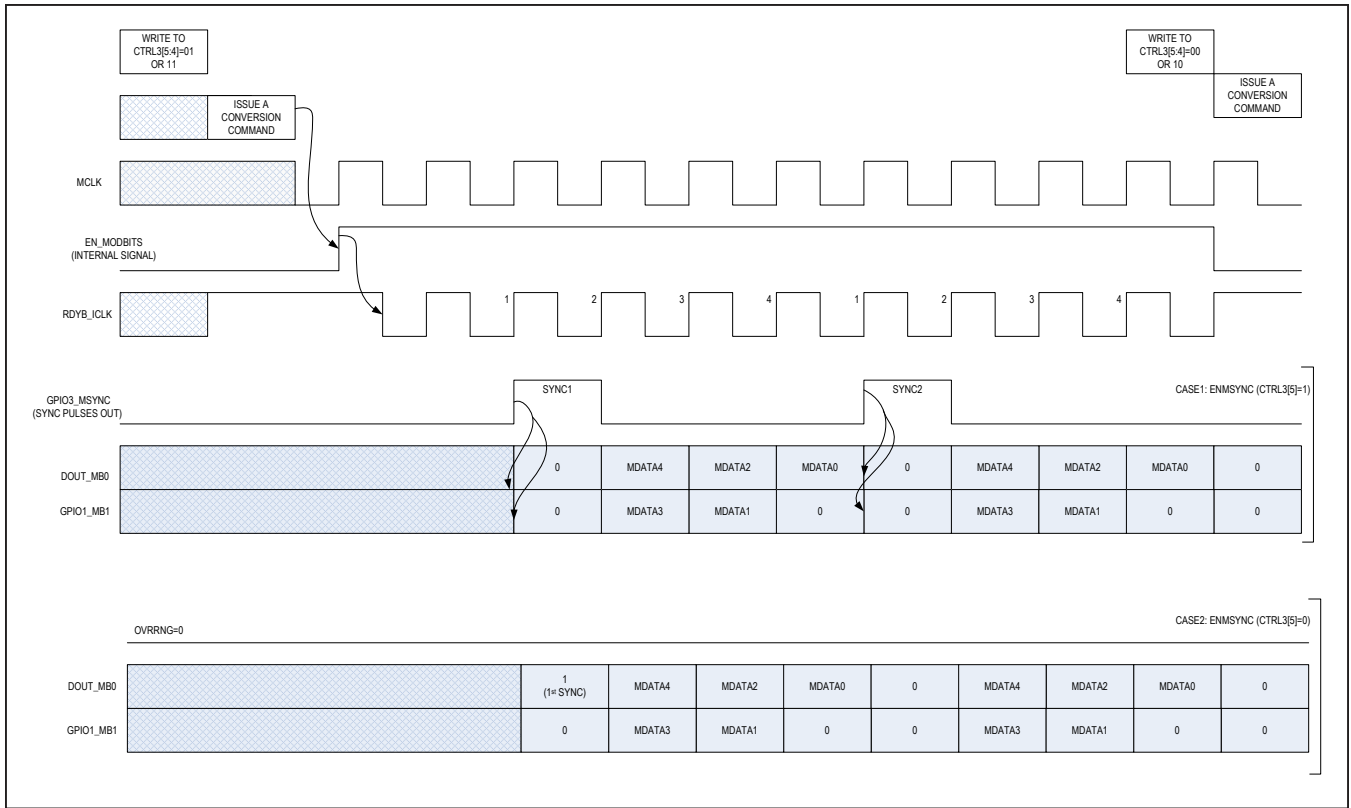 WRITE TO
CTRL3[5:4]=01
OR 11
WRITE TO
CTRL3[5:4]=00
OR 10
ISSUE A
CONVERSION
COMMAND
ISSUE A
CONVERSION
COMMAND
MCLK
EN_MODBITS
(INTERNAL SIGNAL)
RDYB_ICLK
1 2 3 4 1 2 3 4
GPIO3_MSYNC
(SYNC PULSES OUT)
SYNC1 SYNC2
CASE1: ENMSYNC (CTRL3[5]=1)
DOUT_MB0 0 MDATA4 MDATA2 MDATA0 0 MDATA4 MDATA2 MDATA0 0
GPIO1_MB1 0 MDATA3 MDATA1 0 0 MDATA3 MDATA1 0 0
OVRRNG=0
CASE2: ENMSYNC (CTRL3[5]=0)
DOUT_MB0 1
(1st SYNC) MDATA4 MDATA2 MDATA0 0 MDATA4 MDATA2 MDATA0 0
GPIO1_MB1 0 MDATA3 MDATA1 0 0 MDATA3 MDATA1 0 0